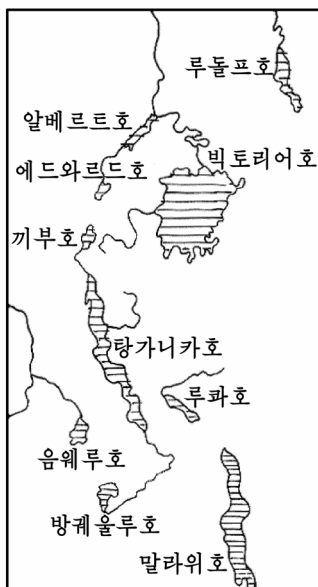 루돌프호
알베르트호
빅토리어호
에드와르드호
끼부호
탕가니카호
루콰호
음웨루호
방궤울루호
말라위호